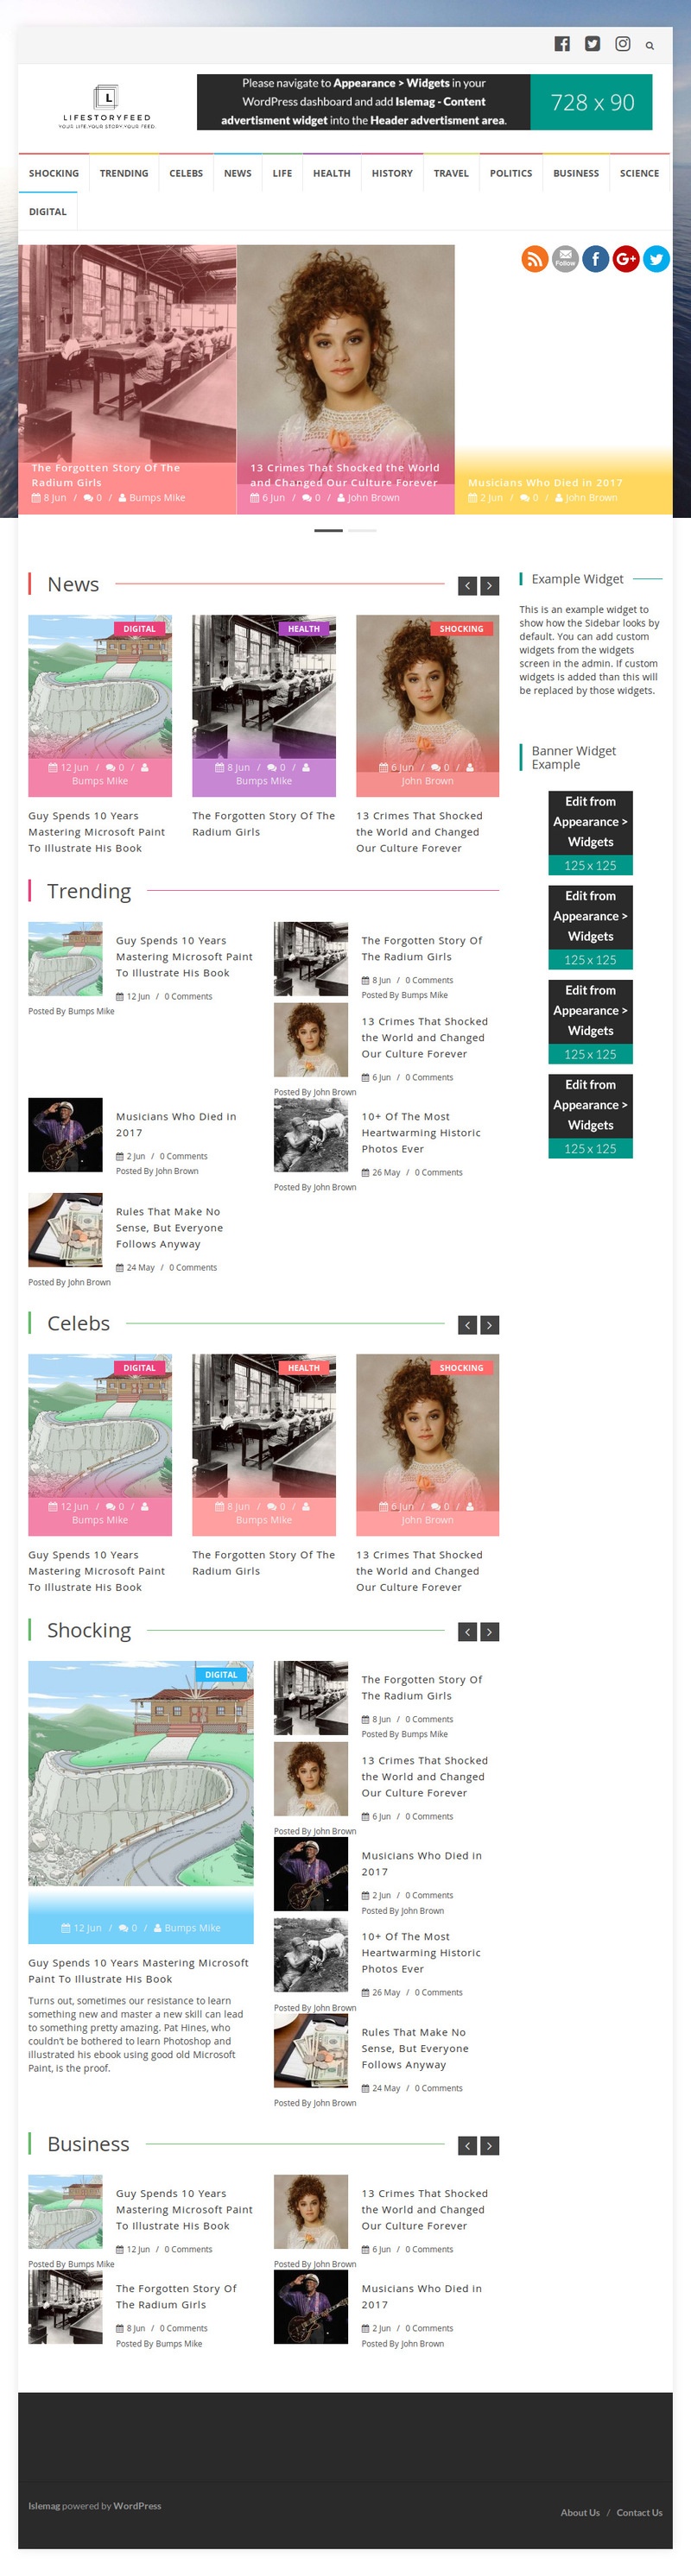 L
LIFESTORYFEED
YOUR LIFE.YOUR STORY.YOUR FEED.
Please navigate to Appearance > Widgets in your
WordPress dashboard and add Islemag - Content
advertisment widget into the Header advertisment area.
728 x 90
SHOCKING TRENDING CELEBS NEWS LIFE HEALTH HISTORY TRAVEL POLITICS BUSINESS SCIENCE
DIGITAL
Follow
The Forgotten Story Of The
Radium Girls
8 Jun / 0 / Bumps Mike
13 Crimes That Shocked the World
and Changed Our Culture Forever
6 Jun / 0 / John Brown
Musicians Who Died in 2017
2 Jun / 0 / John Brown
News
DIGITAL
12 Jun / 0 /
Bumps Mike
Guy Spends 10 Years
Mastering Microsoft Paint
To Illustrate His Book
HEALTH
8 Jun / 0 /
Bumps Mike
The Forgotten Story Of The
Radium Girls
SHOCKING
6 Jun / 0 /
John Brown
13 Crimes That Shocked
the World and Changed
Our Culture Forever
Example Widget
This is an example widget to
show how the Sidebar looks by
default. You can add custom
widgets from the widgets
screen in the admin. If custom
widgets is added than this will
be replaced by those widgets.
Banner Widget
Example
Edit from
Appearance >
Widgets
125 x 125
Edit from
Appearance >
Widgets
125 x 125
Edit from
Appearance >
Widgets
125 x 125
Edit from
Appearance >
Widgets
125 x 125
Trending
Guy Spends 10 Years
Mastering Microsoft Paint
To Illustrate His Book
12 Jun / 0 Comments
Posted By Bumps Mike
The Forgotten Story Of
The Radium Girls
8 Jun / 0 Comments
Posted By Bumps Mike
13 Crimes That Shocked
the World and Changed
Our Culture Forever
6 Jun / 0 Comments
Posted By John Brown
Musicians Who Died in
2017
2 Jun / 0 Comments
Posted By John Brown
10+ Of The Most
Heartwarming Historic
Photos Ever
26 May / 0 Comments
Posted By John Brown
Rules That Make No
Sense, But Everyone
Follows Anyway
24 May / 0 Comments
Posted By John Brown
Celebs
DIGITAL
12 Jun / 0 /
Bumps Mike
Guy Spends 10 Years
Mastering Microsoft Paint
To Illustrate His Book
HEALTH
8 Jun / 0 /
Bumps Mike
The Forgotten Story Of The
Radium Girls
SHOCKING
6 Jun / 0 /
John Brown
13 Crimes That Shocked
the World and Changed
Our Culture Forever
Shocking
DIGITAL
12 Jun / 0 / Bumps Mike
Guy Spends 10 Years Mastering Microsoft
Paint To Illustrate His Book
Turns out, sometimes our resistance to learn
something new and master a new skill can lead
to something pretty amazing. Pat Hines, who
couldn't be bothered to learn Photoshop and
illustrated his ebook using good old Microsoft
Paint, is the proof.
The Forgotten Story Of
The Radium Girls
8 Jun / 0 Comments
Posted By Bumps Mike
13 Crimes That Shocked
the World and Changed
Our Culture Forever
6 Jun / 0 Comments
Posted By John Brown
Musicians Who Died in
2017
2 Jun / 0 Comments
Posted By John Brown
10+ Of The Most
Heartwarming Historic
Photos Ever
26 May / 0 Comments
Posted By John Brown
Rules That Make No
Sense, But Everyone
Follows Anyway
24 May / 0 Comments
Posted By John Brown
Business
Guy Spends 10 Years
Mastering Microsoft Paint
To Illustrate His Book
12 Jun / 0 Comments
Posted By Bumps Mike
The Forgotten Story Of
The Radium Girls
8 Jun / 0 Comments
Posted By Bumps Mike
13 Crimes That Shocked
the World and Changed
Our Culture Forever
6 Jun / 0 Comments
Posted By John Brown
Musicians Who Died in
2017
2 Jun / 0 Comments
Posted By John Brown
Islemag powered by WordPress
About Us / Contact Us